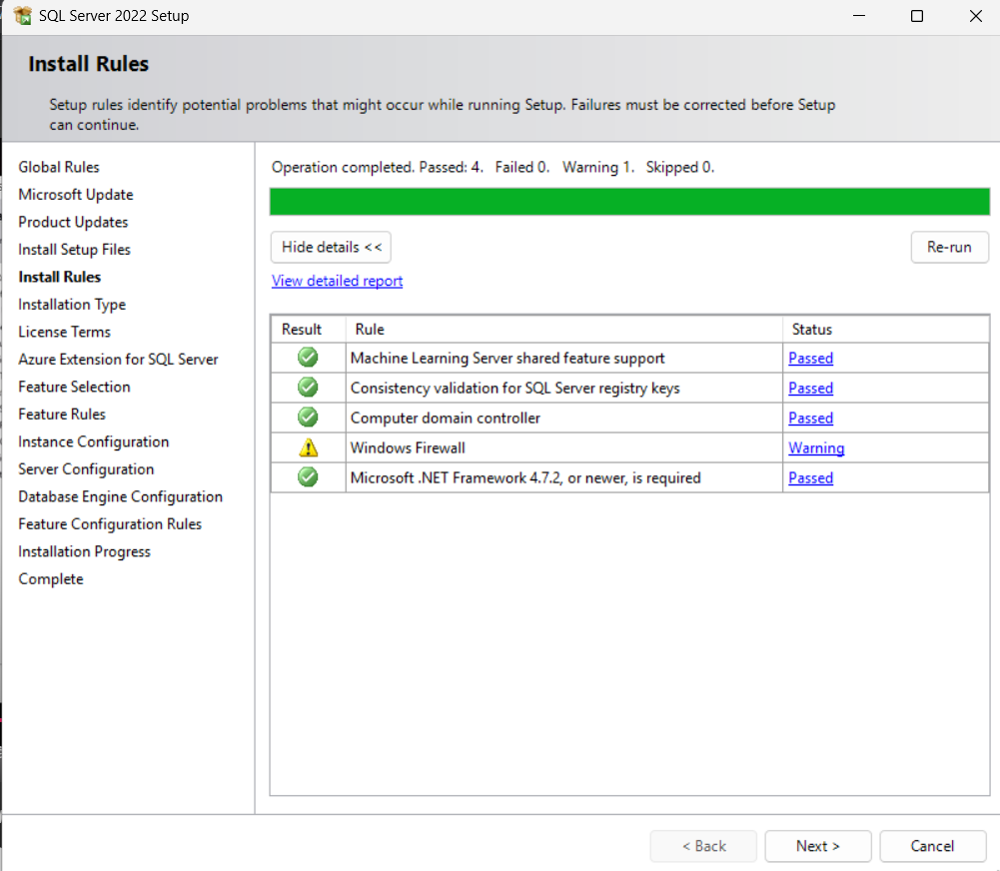 SQL Server 2022 Setup
Install Rules
Setup rules identify potential problems that might occur while running Setup. Failures must be corrected before Setup
can continue.
Global Rules
Microsoft Update
Product Updates
Install Setup Files
Install Rules
Installation Type
License Terms
Azure Extension for SQL Server
Feature Selection
Feature Rules
Instance Configuration
Server Configuration
Database Engine Configuration
Feature Configuration Rules
Installation Progress
Complete
Operation completed. Passed: 4.   Failed 0.   Warning 1.   Skipped 0.
Hide details <<
Re-run
View detailed report
Result Rule Status
Machine Learning Server shared feature support Passed
Consistency validation for SQL Server registry keys Passed
Computer domain controller Passed
Windows Firewall Warning
Microsoft .NET Framework 4.7.2, or newer, is required Passed
< Back Next > Cancel